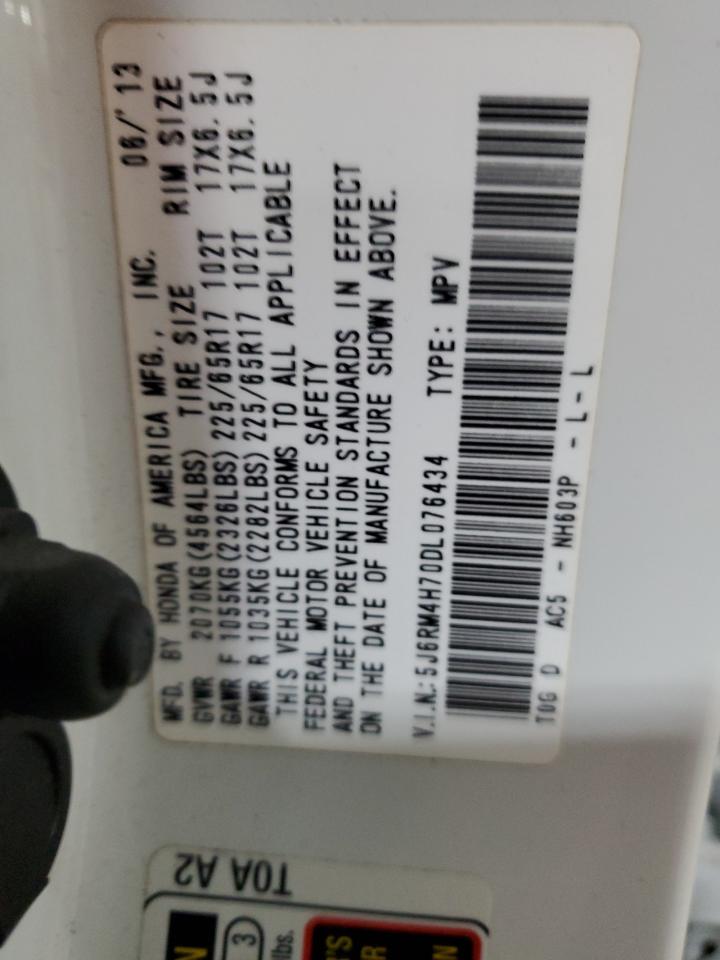 MFD. BY HONDA OF AMERICA MFG., INC. 06/'13
GVWR 2070KG(4564LBS) TIRE SIZE RIM SIZE
GAWR F 1055KG(2326LBS) 225/65R17 102T 17X6.5J
GAWR R 1035KG(2282LBS) 225/65R17 102T 17X6.5J
THIS VEHICLE CONFORMS TO ALL APPLICABLE
FEDERAL MOTOR VEHICLE SAFETY
AND THEFT PREVENTION STANDARDS IN EFFECT
ON THE DATE OF MANUFACTURE SHOWN ABOVE.
V.I.N.: 5J6RM4H70DL076434 TYPE: MPV
T0G D AC5 - NH603P - L - L
T0A A2
N
3
lbs.
'S
R
N